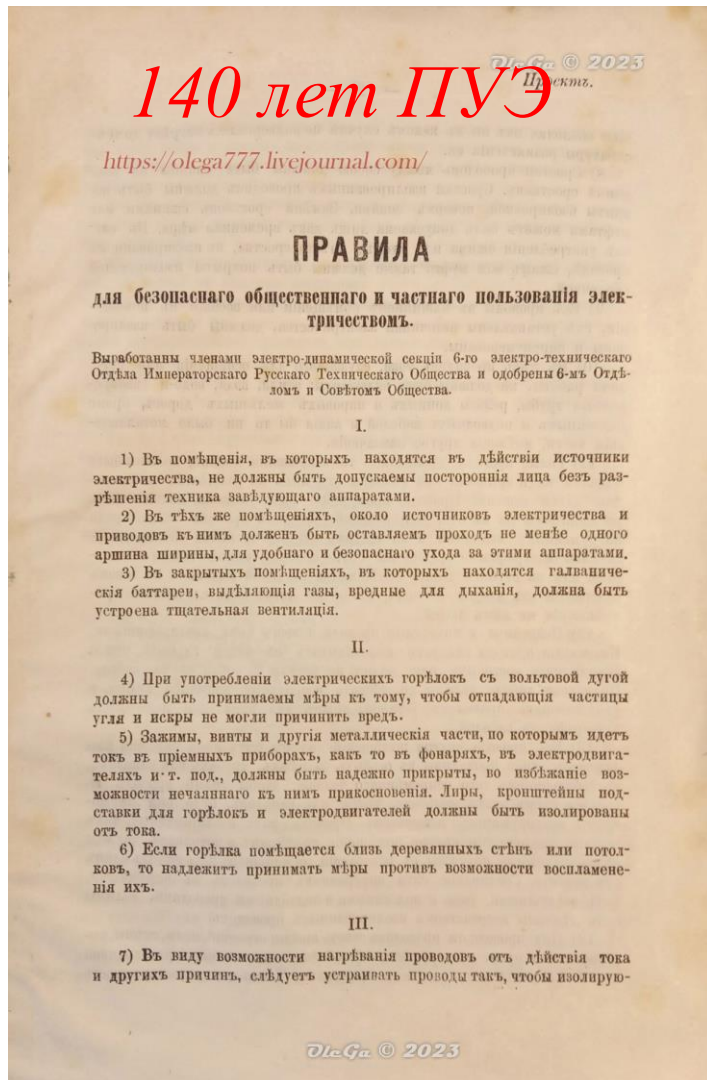 OleGa © 2023
Проектъ.
140 лет ПУЭ
https://olega777.livejournal.com/
ПРАВИЛА
для безопаснаго общественнаго и частнаго пользованія элек-
тричествомъ.
Выработанны членами электро-динамической секціи 6-го электро-техническаго
Отдѣла Императорскаго Русскаго Техническаго Общества и одобрены 6-мъ Отдѣ-
ломъ и Совѣтомъ Общества.
I.
1) Въ помѣщенія, въ которыхъ находятся въ дѣйствіи источники
электричества, не должны быть допускаемы постороннія лица безъ раз-
рѣшенія техника завѣдующаго аппаратами.
2) Въ тѣхъ же помѣщеніяхъ, около источниковъ электричества и
приводовъ къ нимъ долженъ быть оставляемъ проходъ не менѣе одного
аршина ширины, для удобнаго и безопаснаго ухода за этими аппаратами.
3) Въ закрытыхъ помѣщеніяхъ, въ которыхъ находятся галваниче-
скія баттареи, выдѣляющія газы, вредные для дыханія, должна быть
устроена тщательная вентиляція.
II.
4) При употребленіи электрическихъ горѣлокъ съ вольтовой дугой
должны быть принимаемы мѣры къ тому, чтобы отпадающія частицы
угля и искры не могли причинить вредъ.
5) Зажимы, винты и другія металлическія части, по которымъ идетъ
токъ въ пріемныхъ приборахъ, какъ то въ фонаряхъ, въ электродвига-
теляхъ и т. под., должны быть надежно прикрыты, во избѣжаніе воз-
можности нечаяннаго къ нимъ прикосновенія. Лиры, кронштейны под-
ставки для горѣлокъ и электродвигателей должны быть изолированы
отъ тока.
6) Если горѣлка помѣщается близь деревянныхъ стѣнъ или потол-
ковъ, то надлежитъ принимать мѣры противъ возможности воспламене-
нія ихъ.
III.
7) Въ виду возможности нагрѣванія проводовъ отъ дѣйствія тока
и другихъ причинъ, слѣдуетъ устраивать проводы такъ, чтобы изолирую-
OleGa © 2023